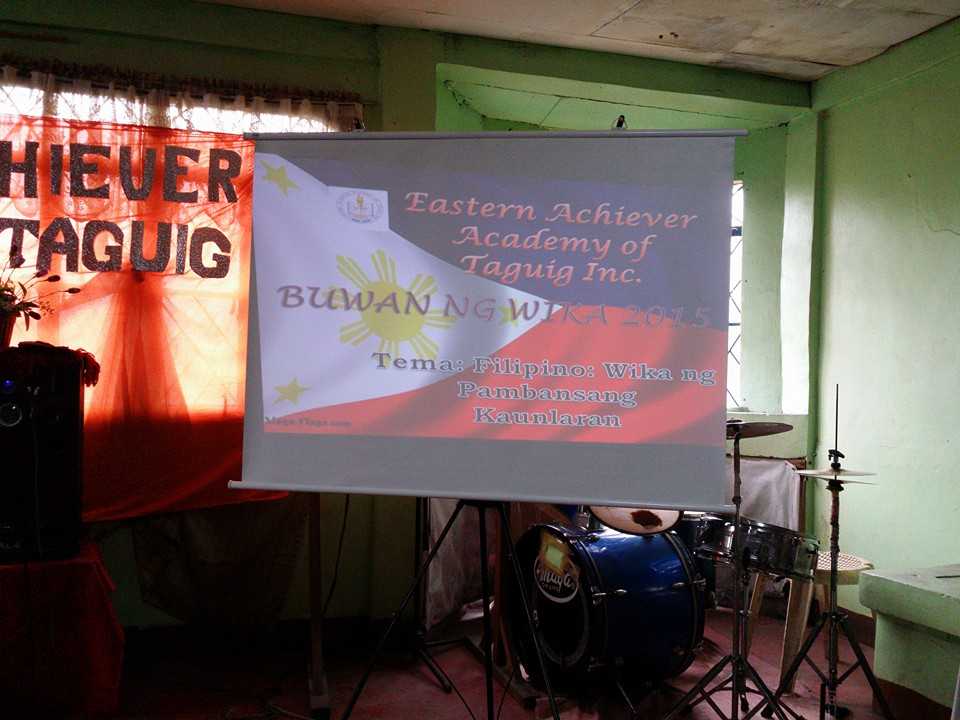 HIEVER
TAGUIG
Eastern Achiever
Academy of
Taguig Inc.
BUWAN NG WIKA 2015
Tema: Filipino: Wika ng
Pambansang
Kaunlaran